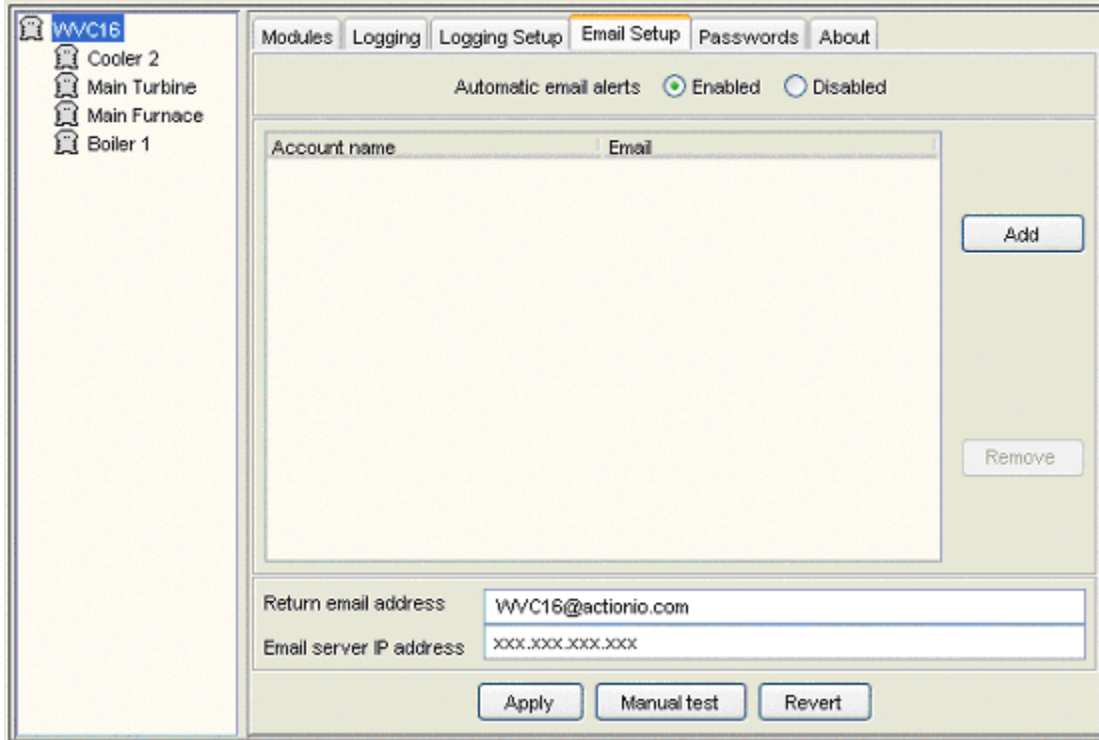 WVC16
Cooler 2
Main Turbine
Main Furnace
Boiler 1
Modules Logging Logging Setup Email Setup Passwords About
Automatic email alerts Enabled Disabled
Account name Email
Add
Remove
Return email address WVC16@actionio.com
Email server IP address xxx.xxx.xxx.xxx
Apply Manual test Revert